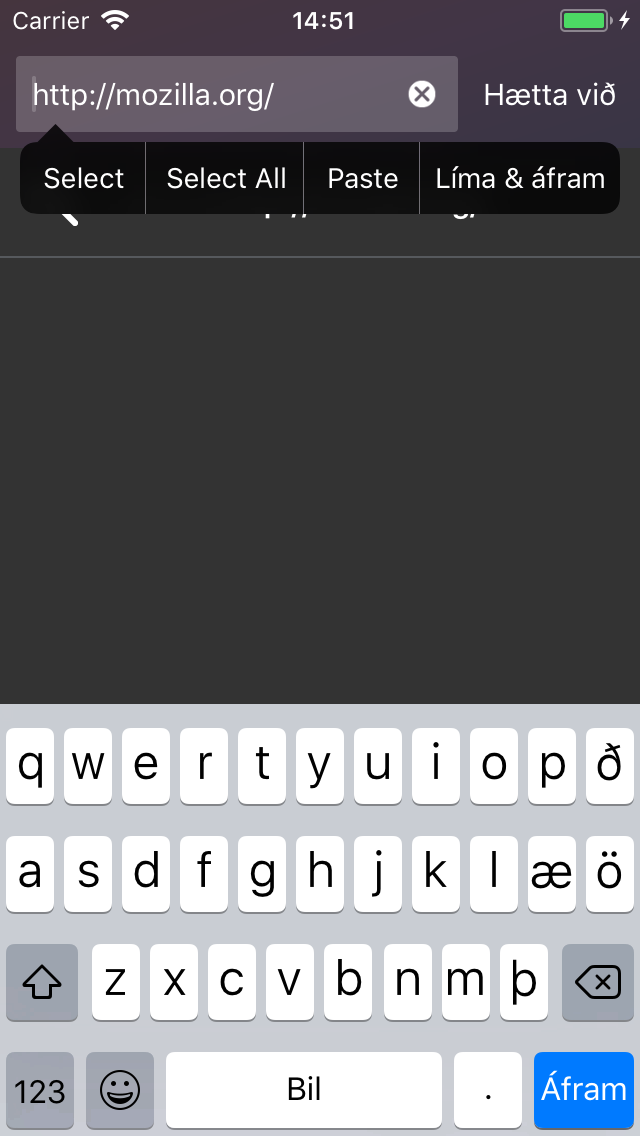 Carrier 14:51
http://mozilla.org/ Hætta við
Select Select All Paste Líma & áfram
q w e r t y u i o p ð
a s d f g h j k l æ ö
z x c v b n m þ
123 Bil . Áfram